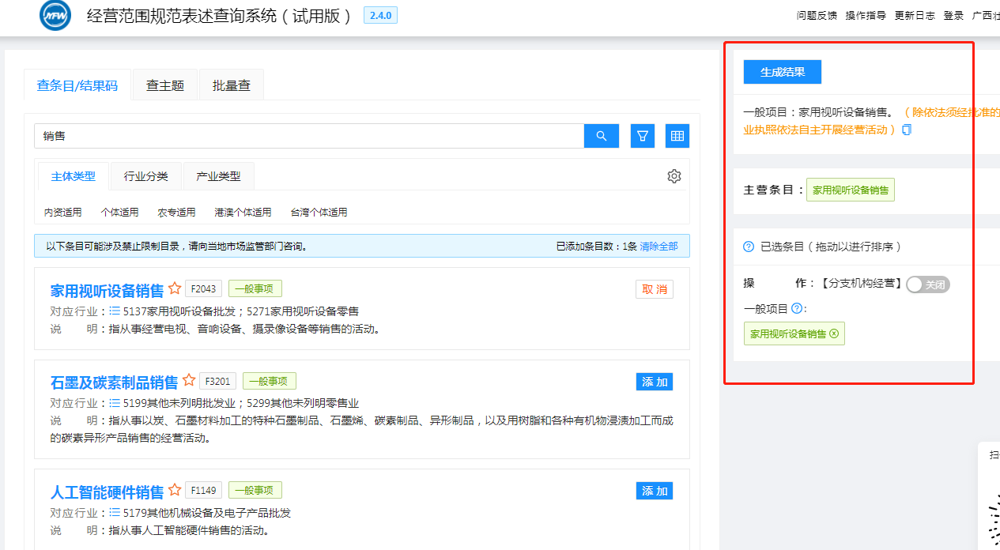 经营范围规范表述查询系统（试用版） 2.4.0
问题反馈 操作指导 更新日志 登录 广西壮
查条目/结果码 查主题 批量查
销售
主体类型 行业分类 产业类型
内资适用 个体适用 农专适用 港澳个体适用 台湾个体适用
以下条目可能涉及禁止限制目录，请向当地市场监管部门咨询。 已添加条目数：1条 清除全部
家用视听设备销售 F2043 一般事项 取 消
对应行业：5137家用视听设备批发；5271家用视听设备零售
说 明：指从事经营电视、音响设备、摄录像设备等销售的活动。
石墨及碳素制品销售 F3201 一般事项 添 加
对应行业：5199其他未列明批发业；5299其他未列明零售业
说 明：指从事以炭、石墨材料加工的特种石墨制品、石墨烯、碳素制品、异形制品，以及用树脂和各种有机物浸渍加工而成
的碳素异形产品销售的经营活动。
人工智能硬件销售 F1149 一般事项 添 加
对应行业：5179其他机械设备及电子产品批发
说 明：指从事人工智能硬件销售的活动。
生成结果
一般项目：家用视听设备销售。（除依法须经批准的
业执照依法自主开展经营活动）
主营条目：家用视听设备销售
已选条目（拖动以进行排序）
操 作：【分支机构经营】 关闭
一般项目：
家用视听设备销售
扫